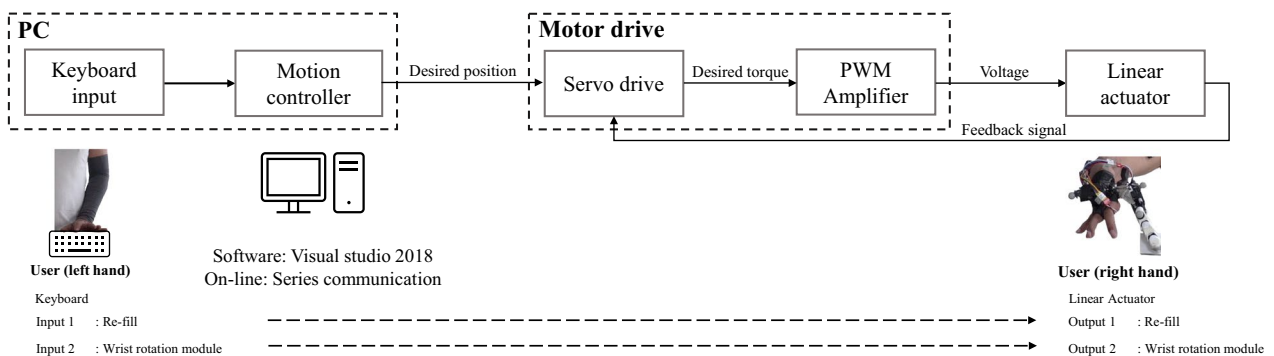 PC
Motor drive
Keyboard
input
Motion
controller
Desired position
Servo drive
Desired torque
PWM
Amplifier
Voltage
Linear
actuator
Feedback signal
Software: Visual studio 2018
On-line: Series communication
User (left hand)
User (right hand)
Keyboard
Input 1 : Re-fill
Input 2 : Wrist rotation module
Linear Actuator
Output 1 : Re-fill
Output 2 : Wrist rotation module